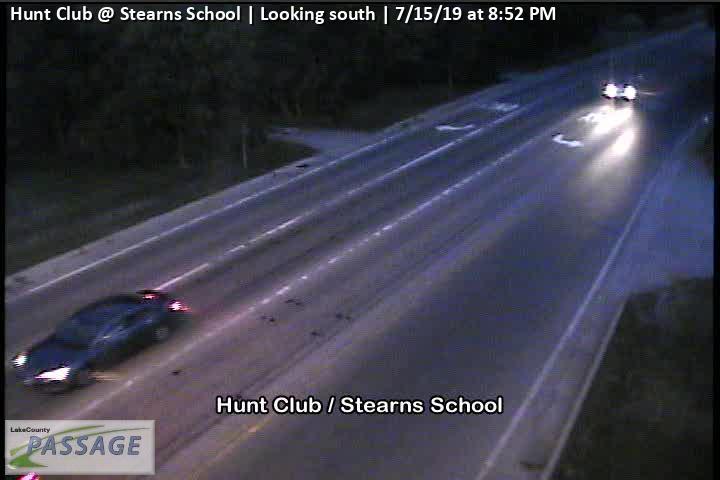 Hunt Club @ Stearns School | Looking south | 7/15/19 at 8:52 PM
Hunt Club / Stearns School
LakeCounty
PASSAGE